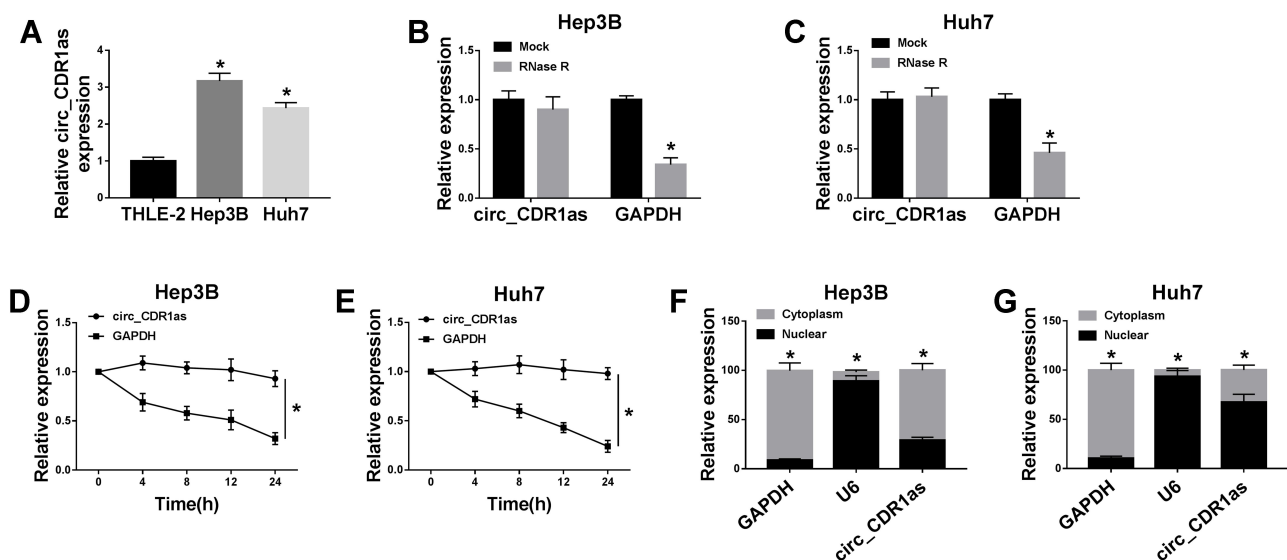 A
Relative circ_CDR1as
expression
4
3
2
1
0
*
*
THLE-2 Hep3B Huh7
B
Hep3B
Mock
RNase R
Relative expression
1.5
1.0
0.5
0.0
*
circ_CDR1as GAPDH
C
Huh7
Mock
RNase R
Relative expression
1.5
1.0
0.5
0.0
*
circ_CDR1as GAPDH
D
Hep3B
circ_CDR1as
GAPDH
Relative expression
1.5
1.0
0.5
0.0
*
0 4 8 12 24
Time(h)
E
Huh7
circ_CDR1as
GAPDH
Relative expression
1.5
1.0
0.5
0.0
*
0 4 8 12 24
Time(h)
F
Hep3B
Cytoplasm
Nuclear
Relative expression
150
100
50
0
* * *
GAPDH
U6
circ_CDR1as
G
Huh7
Cytoplasm
Nuclear
Relative expression
150
100
50
0
* * *
GAPDH
U6
circ_CDR1as